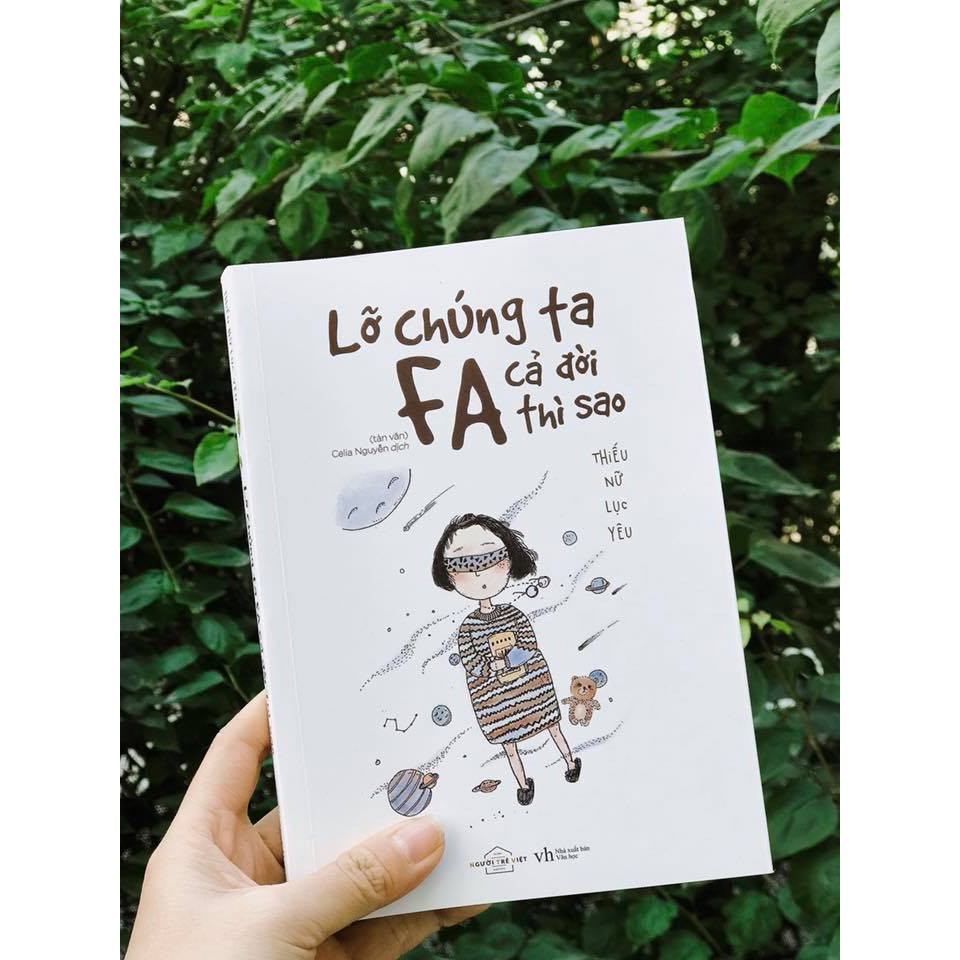 Lỡ chúng ta
FA cả đời
thì sao
(tản văn)
Celia Nguyễn dịch
THIẾU
NỮ
LỤC
YÊU
NGƯỜI TRẺ VIỆT
vh Nhà xuất bản
Văn học